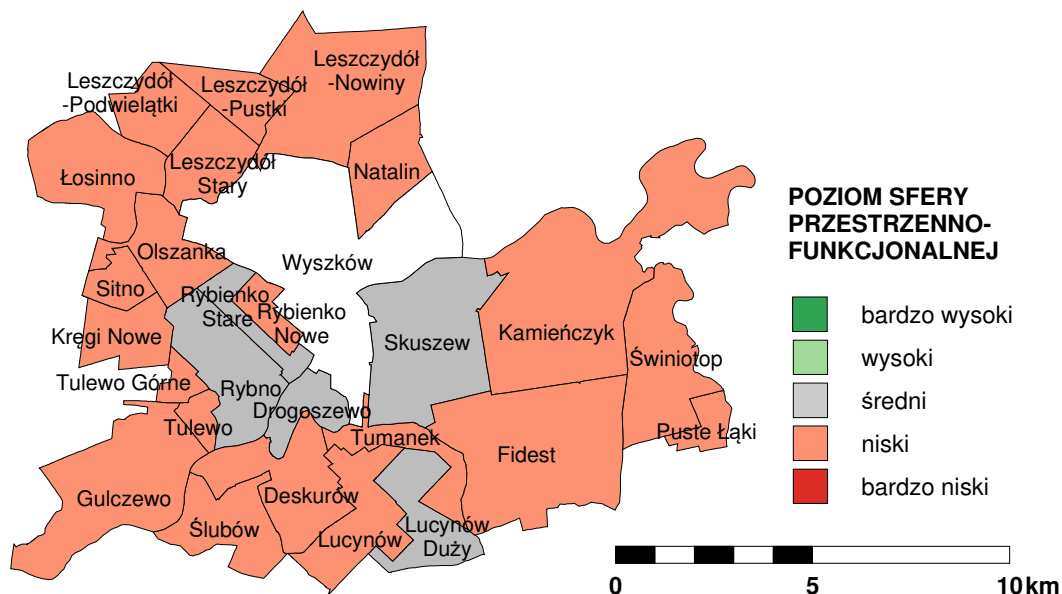 Leszczydół
-Nowiny
Leszczydół
-Podwielątki
Leszczydół
-Pustki
Leszczydół
Stary
Natalin
Łosinno
Olszanka
Wyszków
Sitno
Rybienko
Stare
Rybienko
Nowe
Kręgi Nowe
Skuszew
Kamieńczyk
Świniotop
Tulewo Górne
Rybno
Drogoszewo
Tulewo
Tumanek
Puste Łąki
Fidest
Gulczewo
Deskurów
Ślubów
Lucynów
Lucynów
Duży
POZIOM SFERY
PRZESTRZENNO-
FUNKCJONALNEJ
bardzo wysoki
wysoki
średni
niski
bardzo niski
0 5 10 km